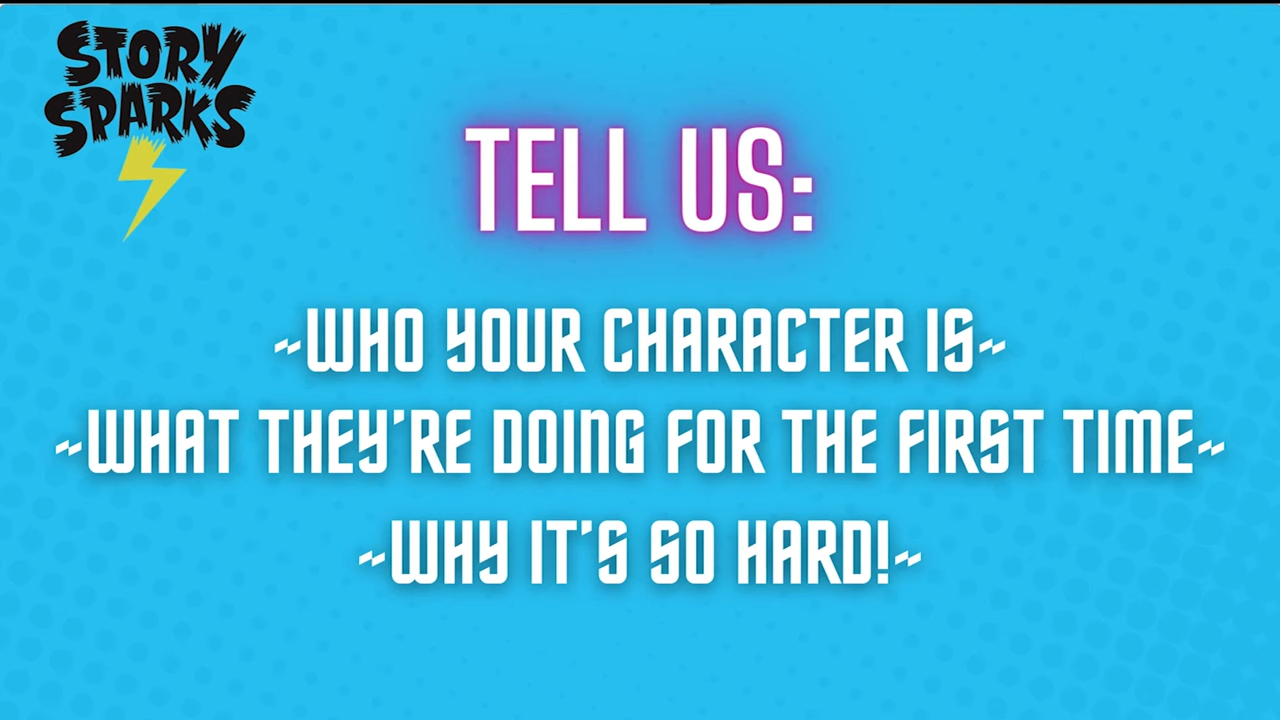 STORY
SPARKS
TELL US:
~WHO YOUR CHARACTER IS~
~WHAT THEY'RE DOING FOR THE FIRST TIME~
~WHY IT'S SO HARD!~